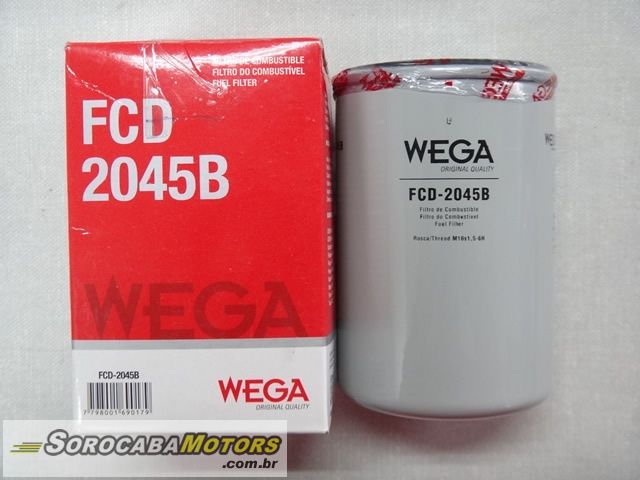 FILTRO DE COMBUSTIBLE
FILTRO DO COMBUSTÍVEL
FUEL FILTER
FCD
2045B
WEGA
FCD-2045B
7798001690179
WEGA
ORIGINAL QUALITY
WEGA
ORIGINAL QUALITY
FCD-2045B
Filtro de Combustible
Filtro do Combustível
Fuel Filter
Rosca/Thread M16x1,5-6H
SOROCABAMOTORS
.com.br